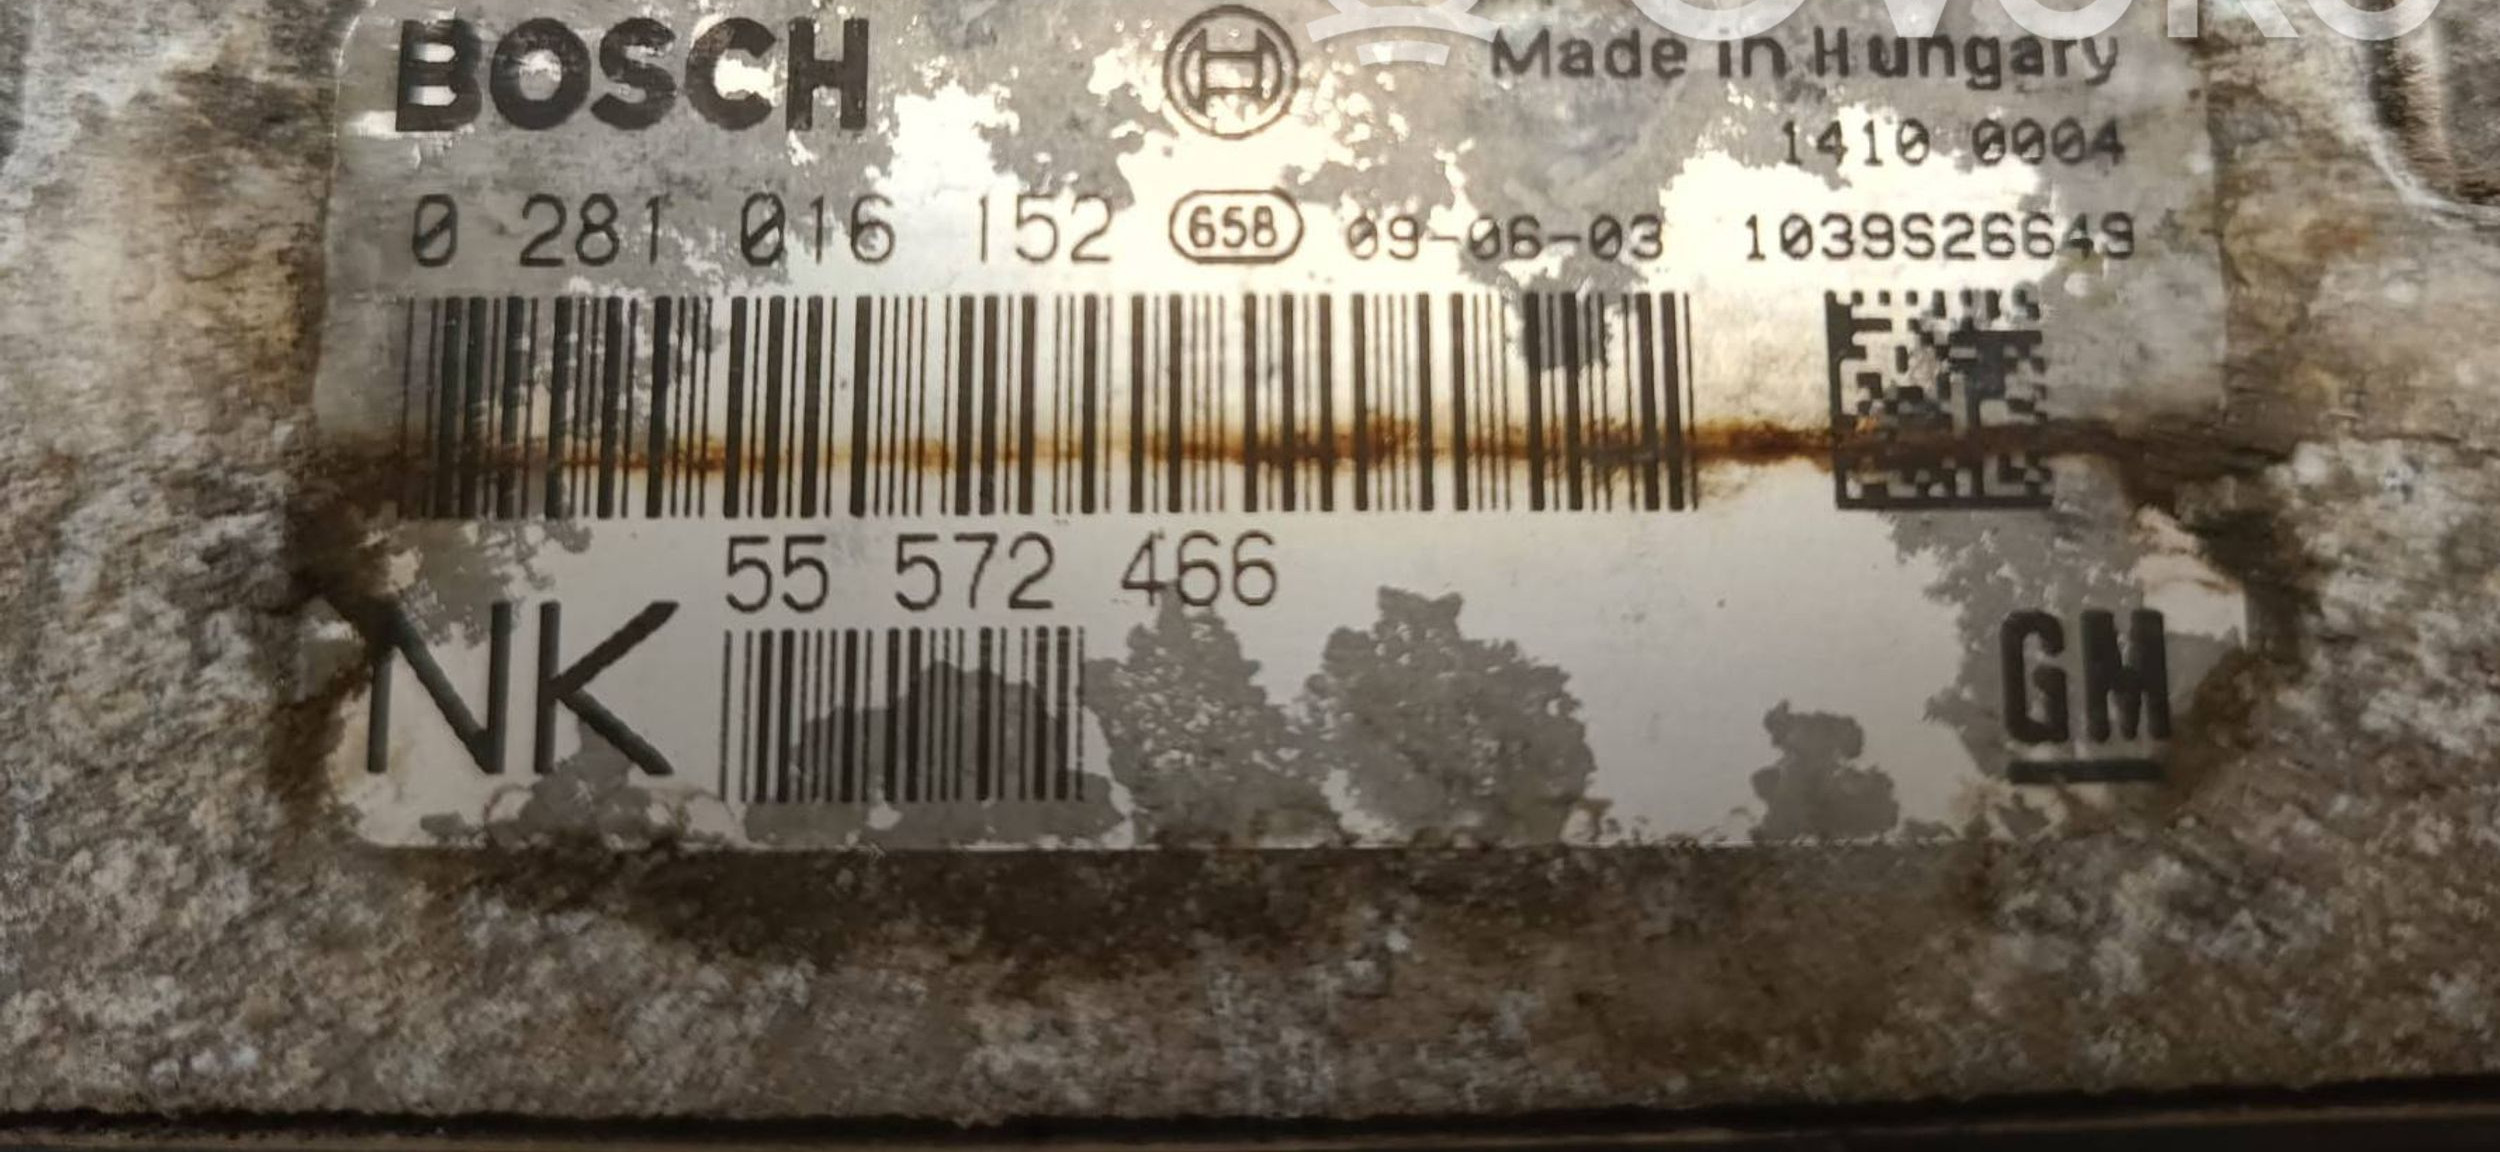 BOSCH Made in Hungary
1410 0004
0 281 016 152 658 09-06-03 1039S26649
55 572 466
NK
GM